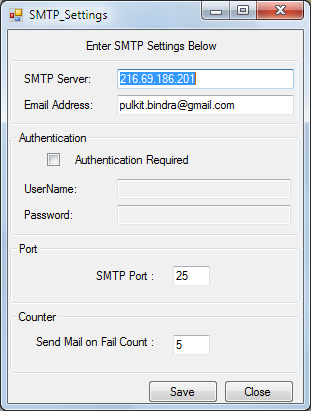 SMTP_Settings
Enter SMTP Settings Below
SMTP Server: 216.69.186.201
Email Address: pulkit.bindra@gmail.com
Authentication
Authentication Required
UserName:
Password:
Port
SMTP Port : 25
Counter
Send Mail on Fail Count : 5
Save Close